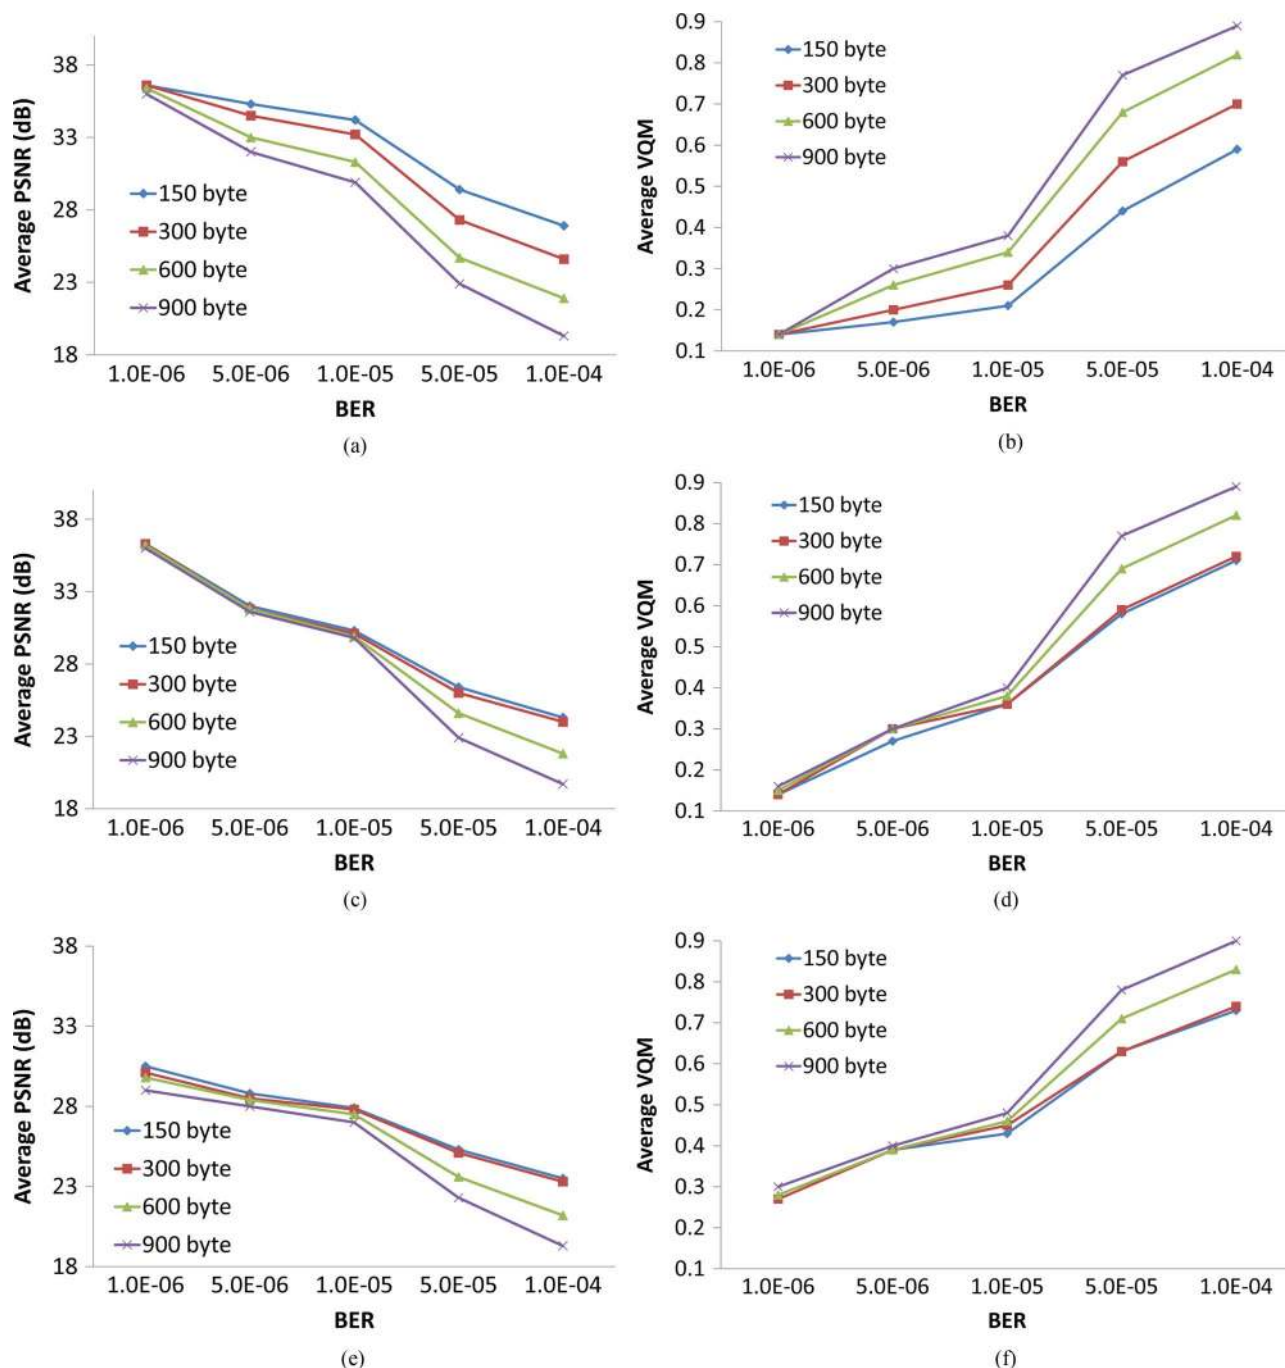 Average PSNR (dB)
38
33
28
23
18
150 byte
300 byte
600 byte
900 byte
1.0E-06 5.0E-06 1.0E-05 5.0E-05 1.0E-04
BER
(a)
Average VQM
0.9
0.8
0.7
0.6
0.5
0.4
0.3
0.2
0.1
150 byte
300 byte
600 byte
900 byte
1.0E-06 5.0E-06 1.0E-05 5.0E-05 1.0E-04
BER
(b)
Average PSNR (dB)
38
33
28
23
18
150 byte
300 byte
600 byte
900 byte
1.0E-06 5.0E-06 1.0E-05 5.0E-05 1.0E-04
BER
(c)
Average VQM
0.9
0.8
0.7
0.6
0.5
0.4
0.3
0.2
0.1
150 byte
300 byte
600 byte
900 byte
1.0E-06 5.0E-06 1.0E-05 5.0E-05 1.0E-04
BER
(d)
Average PSNR (dB)
38
33
28
23
18
150 byte
300 byte
600 byte
900 byte
1.0E-06 5.0E-06 1.0E-05 5.0E-05 1.0E-04
BER
(e)
Average VQM
0.9
0.8
0.7
0.6
0.5
0.4
0.3
0.2
0.1
150 byte
300 byte
600 byte
900 byte
1.0E-06 5.0E-06 1.0E-05 5.0E-05 1.0E-04
BER
(f)